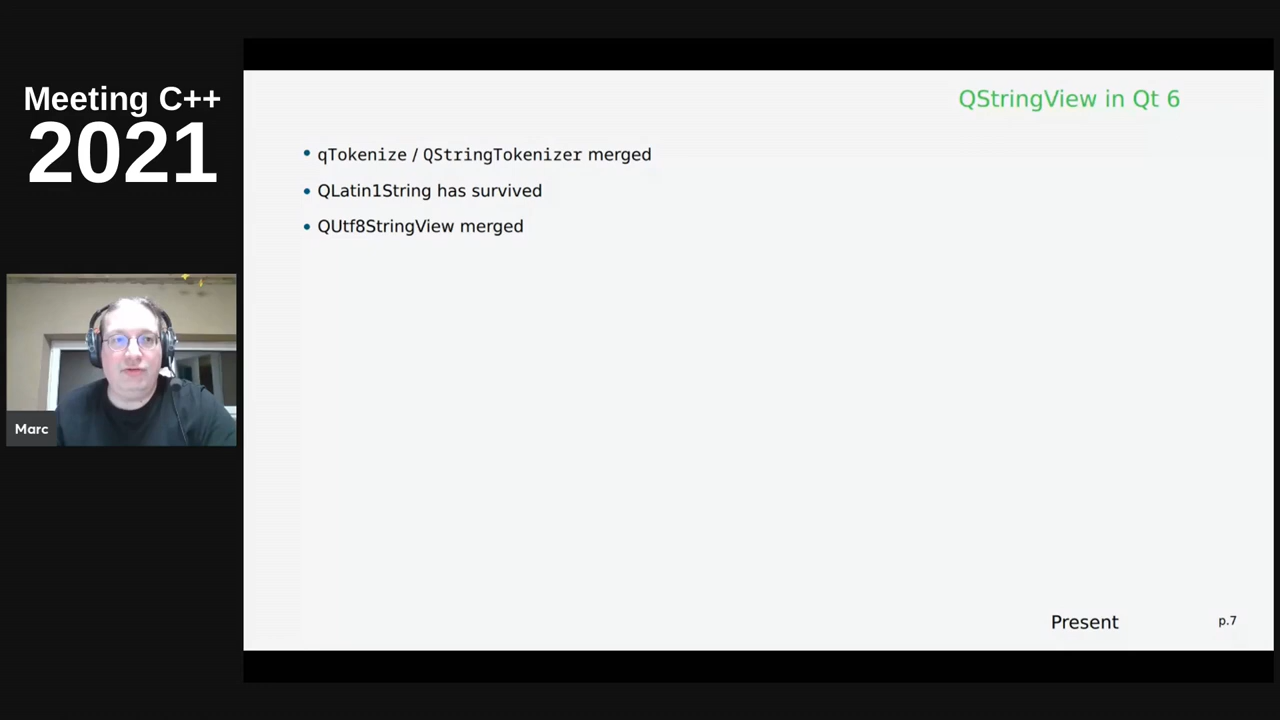 Meeting C++
2021
QStringView in Qt 6
• qTokenize / QStringTokenizer merged
• QLatin1String has survived
• QUtf8StringView merged
Marc
Present
p.7